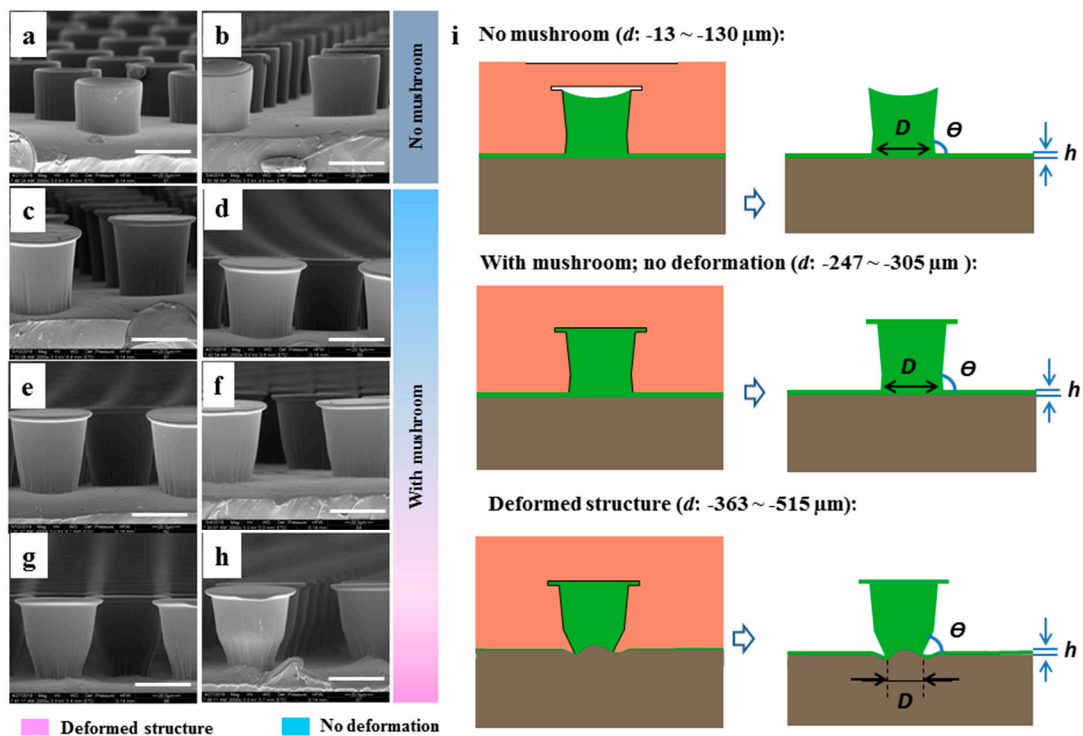 a
b
No mushroom
c
d
e
f
With mushroom
g
h
Deformed structure
No deformation
i
No mushroom (d: -13 ~ -130 µm):
D
Θ
h
With mushroom; no deformation (d: -247 ~ -305 µm ):
D
Θ
h
Deformed structure (d: -363 ~ -515 µm):
Θ
h
D